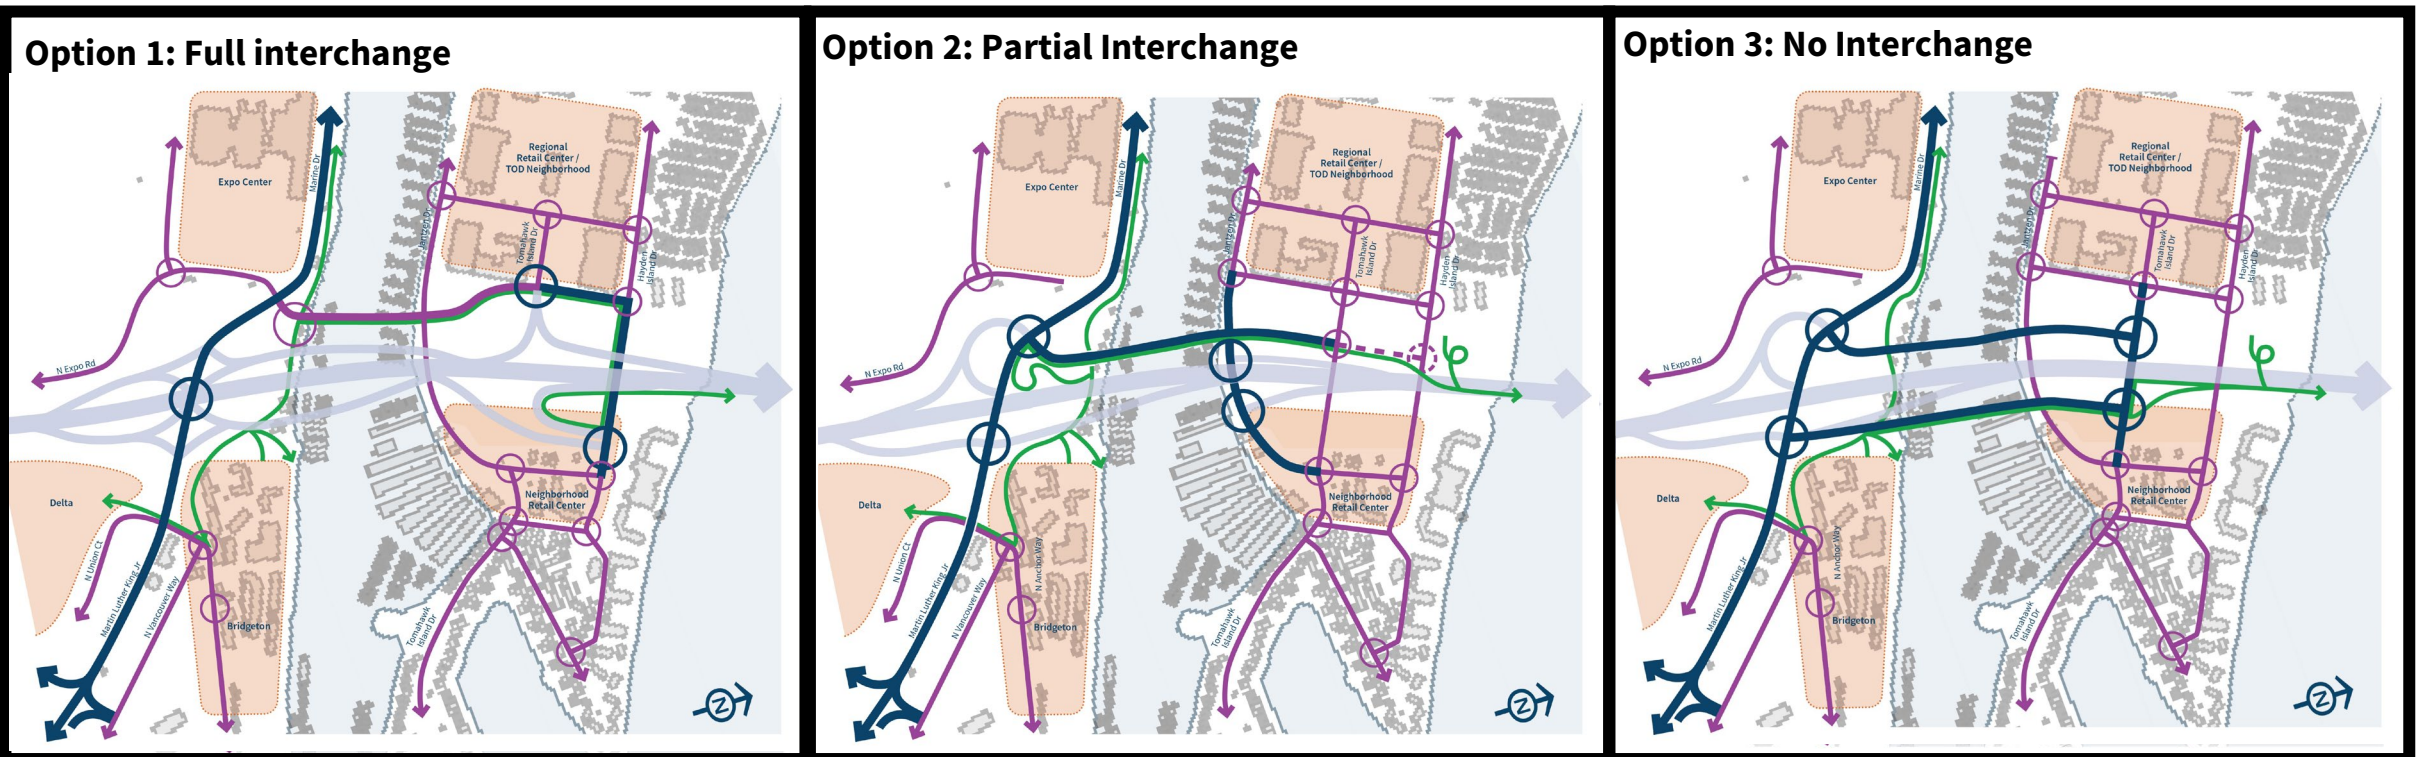 Option 1: Full interchange
Expo Center
Marine Dr
Regional
Retail Center /
TOD Neighborhood
Jantzen Dr
Tomahawk
Island Dr
Hayden
Island Dr
N Expo Rd
Delta
N Union Ct
Martin Luther King Jr
N Vancouver Way
Bridgeton
Neighborhood
Retail Center
Tomahawk
Island Dr
N
Option 2: Partial Interchange
Expo Center
Marine Dr
Regional
Retail Center /
TOD Neighborhood
Jantzen Dr
Tomahawk
Island Dr
Hayden
Island Dr
N Expo Rd
Delta
N Union Ct
Martin Luther King Jr
N Vancouver Way
N Anchor Way
Bridgeton
Neighborhood
Retail Center
Tomahawk
Island Dr
N
Option 3: No Interchange
Expo Center
Marine Dr
Regional
Retail Center /
TOD Neighborhood
Jantzen Dr
Tomahawk
Island Dr
Hayden
Island Dr
N Expo Rd
Delta
Martin Luther King Jr
N Anchor Way
Bridgeton
Neighborhood
Retail Center
Tomahawk
Island Dr
N